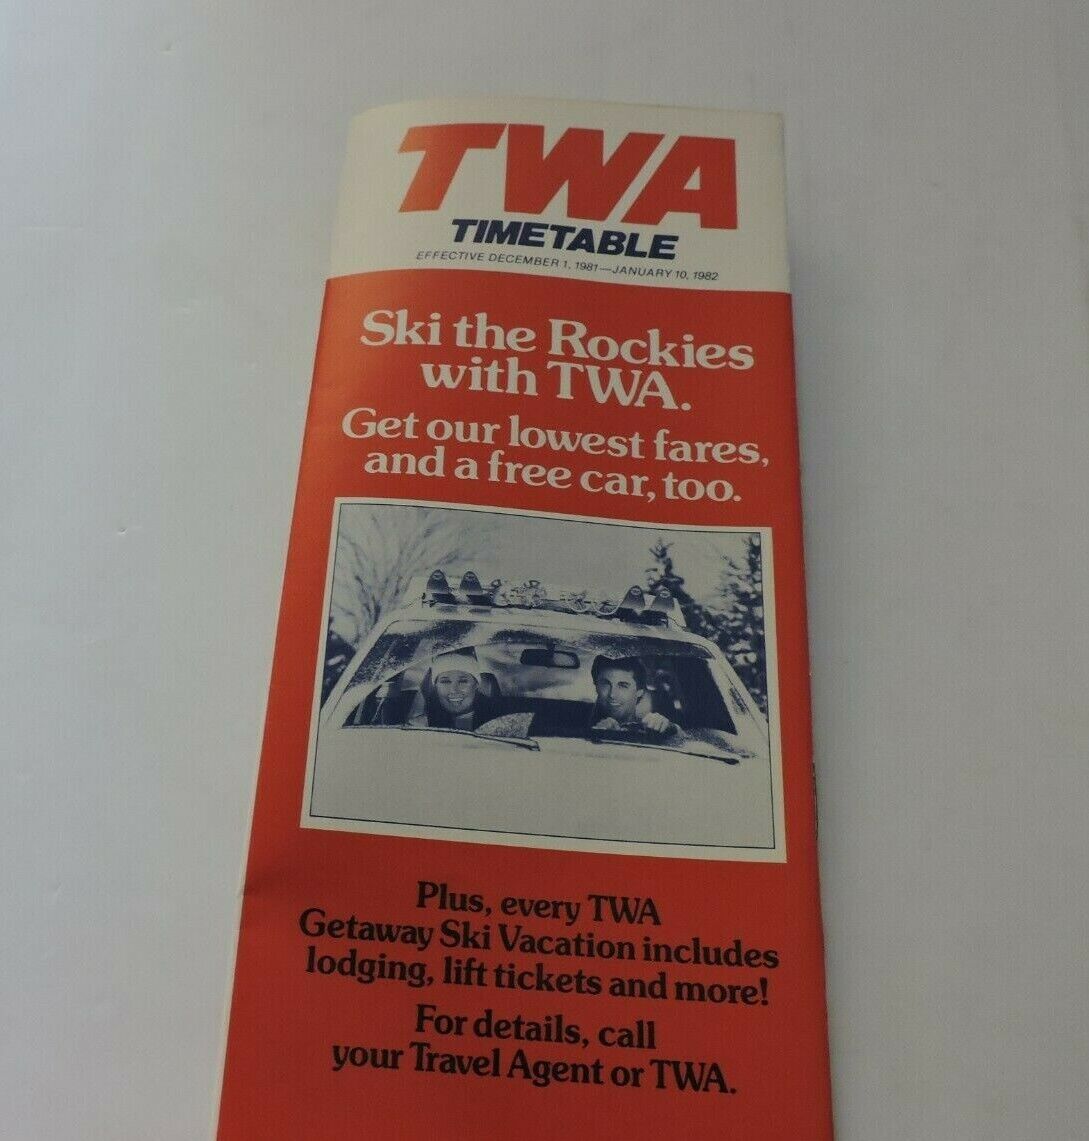 TWA
TIMETABLE
EFFECTIVE DECEMBER 1, 1981—JANUARY 10, 1982
Ski the Rockies
with TWA.
Get our lowest fares,
and a free car, too.
Plus, every TWA
Getaway Ski Vacation includes
lodging, lift tickets and more!
For details, call
your Travel Agent or TWA.